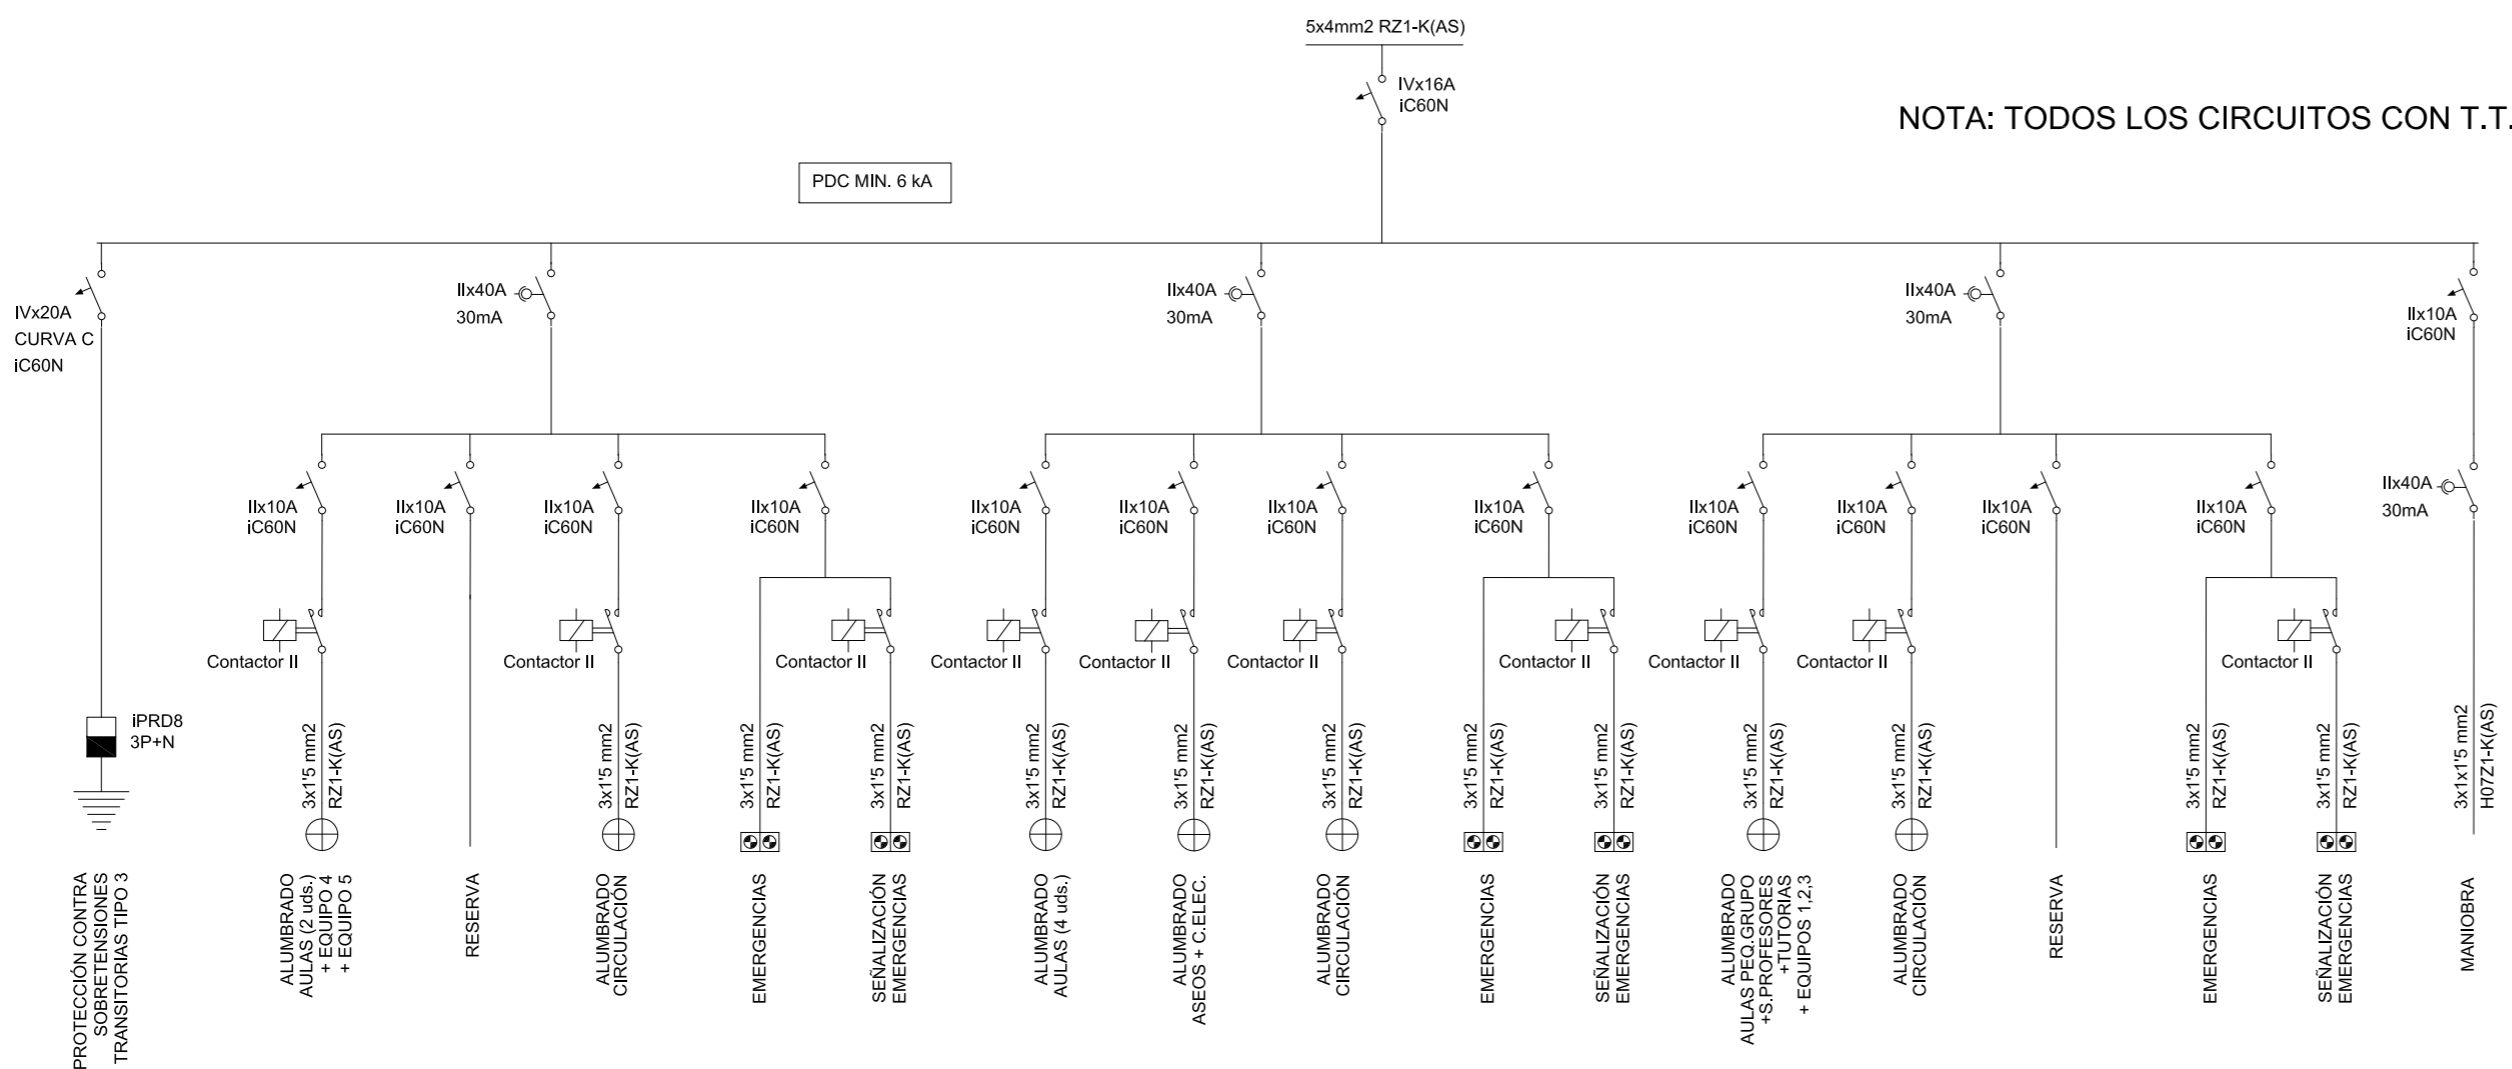 5x4mm2 RZ1-K(AS)
IVx16A
iC60N
NOTA: TODOS LOS CIRCUITOS CON T.T.
PDC MIN. 6 kA
IVx20A
CURVA C
iC60N
IIx40A
30mA
IIx40A
30mA
IIx40A
30mA
IIx10A
iC60N
IIx10A
iC60N
IIx10A
iC60N
IIx10A
iC60N
IIx10A
iC60N
IIx10A
iC60N
IIx10A
iC60N
IIx10A
iC60N
IIx10A
iC60N
IIx10A
iC60N
IIx10A
iC60N
IIx10A
iC60N
IIx10A
iC60N
IIx40A
30mA
Contactor II
Contactor II
Contactor II
Contactor II
Contactor II
Contactor II
Contactor II
Contactor II
Contactor II
Contactor II
iPRD8
3P+N
3x1'5 mm2
RZ1-K(AS)
3x1'5 mm2
RZ1-K(AS)
3x1'5 mm2
RZ1-K(AS)
3x1'5 mm2
RZ1-K(AS)
3x1'5 mm2
RZ1-K(AS)
3x1'5 mm2
RZ1-K(AS)
3x1'5 mm2
RZ1-K(AS)
3x1'5 mm2
RZ1-K(AS)
3x1'5 mm2
RZ1-K(AS)
3x1'5 mm2
RZ1-K(AS)
3x1'5 mm2
RZ1-K(AS)
3x1'5 mm2
RZ1-K(AS)
3x1'5 mm2
RZ1-K(AS)
3x1x1'5 mm2
H07Z1-K(AS)
PROTECCIÓN CONTRA
SOBRETENSIONES
TRANSITORIAS TIPO 3
ALUMBRADO
AULAS (2 uds.)
+ EQUIPO 4
+ EQUIPO 5
RESERVA
ALUMBRADO
CIRCULACIÓN
EMERGENCIAS
SEÑALIZACIÓN
EMERGENCIAS
ALUMBRADO
AULAS (4 uds.)
ALUMBRADO
ASEOS + C.ELEC.
ALUMBRADO
CIRCULACIÓN
EMERGENCIAS
SEÑALIZACIÓN
EMERGENCIAS
ALUMBRADO
AULAS PEQ.GRUPO
+S.PROFESORES
+TUTORIAS
+ EQUIPOS 1,2,3
ALUMBRADO
CIRCULACIÓN
RESERVA
EMERGENCIAS
SEÑALIZACIÓN
EMERGENCIAS
MANIOBRA